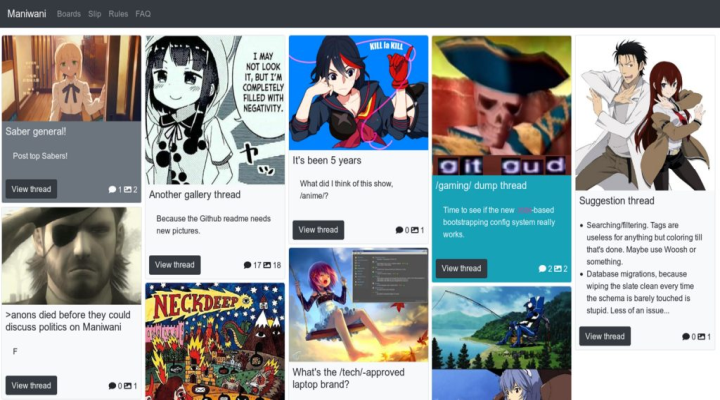 Maniwani Boards Slip Rules FAQ
Saber general!
Post top Sabers!
View thread 1 2
>anons died before they could
discuss politics on Maniwani
F
View thread 0 1
I MAY
NOT LOOK
IT, BUT I'M
COMPLETELY
FILLED WITH
NEGATIVITY.
Another gallery thread
Because the Github readme needs
new pictures.
View thread 17 18
NECKDEEP
KILL la KILL
It's been 5 years
What did I think of this show,
/anime/?
View thread 0 1
What's the /tech/-approved
laptop brand?
git gud
/gaming/ dump thread
Time to see if the new -based
bootstrapping config system really
works.
View thread 2 2
Suggestion thread
Searching/filtering. Tags are
useless for anything but coloring till
that's done. Maybe use Woosh or
something.
Database migrations, because
wiping the slate clean every time
the schema is barely touched is
stupid. Less of an issue...
View thread 0 1